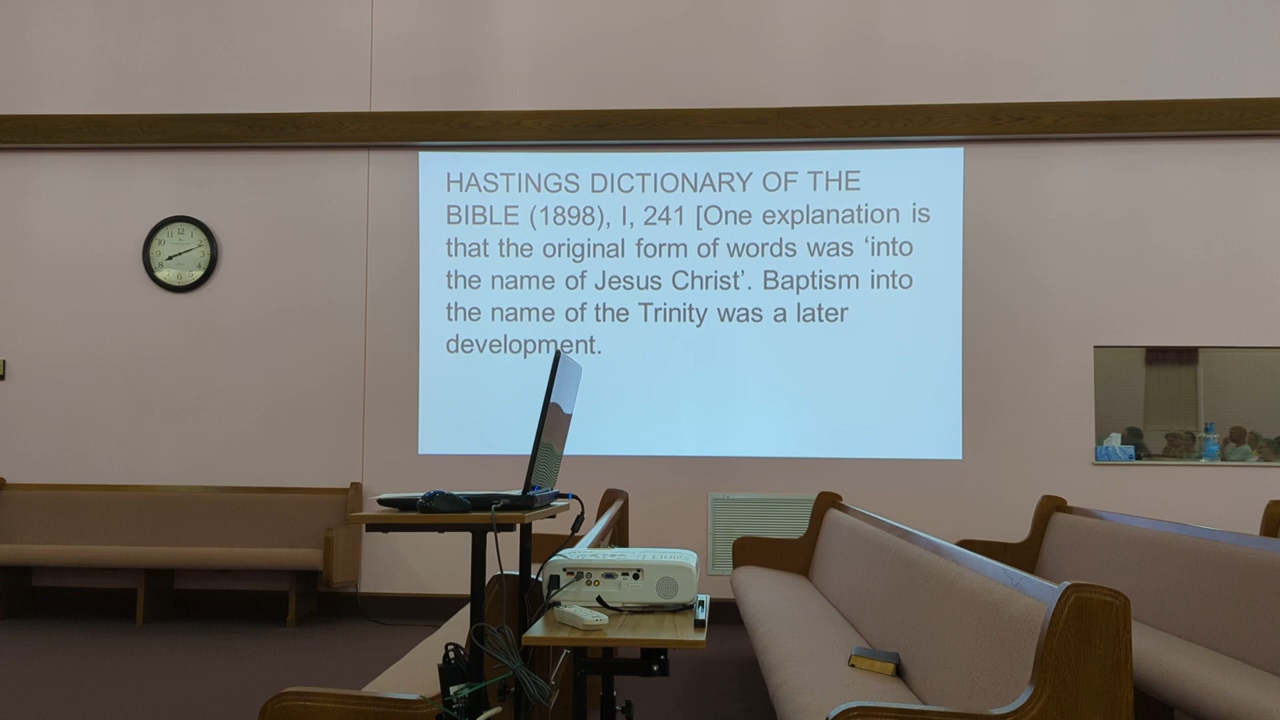 HASTINGS DICTIONARY OF THE
BIBLE (1898), I, 241 [One explanation is
that the original form of words was ‘into
the name of Jesus Christ’. Baptism into
the name of the Trinity was a later
development.